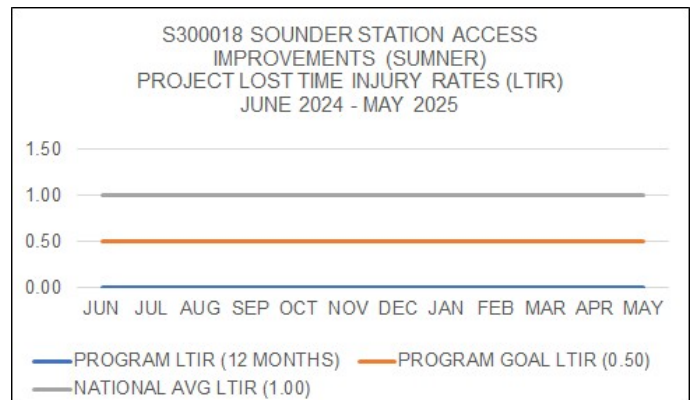 S300018 SOUNDER STATION ACCESS
IMPROVEMENTS (SUMNER)
PROJECT LOST TIME INJURY RATES (LTIR)
JUNE 2024 - MAY 2025
1.50
1.00
0.50
0.00
JUN JUL AUG SEP OCT NOV DEC JAN FEB MAR APR MAY
PROGRAM LTIR (12 MONTHS) PROGRAM GOAL LTIR (0.50)
NATIONAL AVG LTIR (1.00)